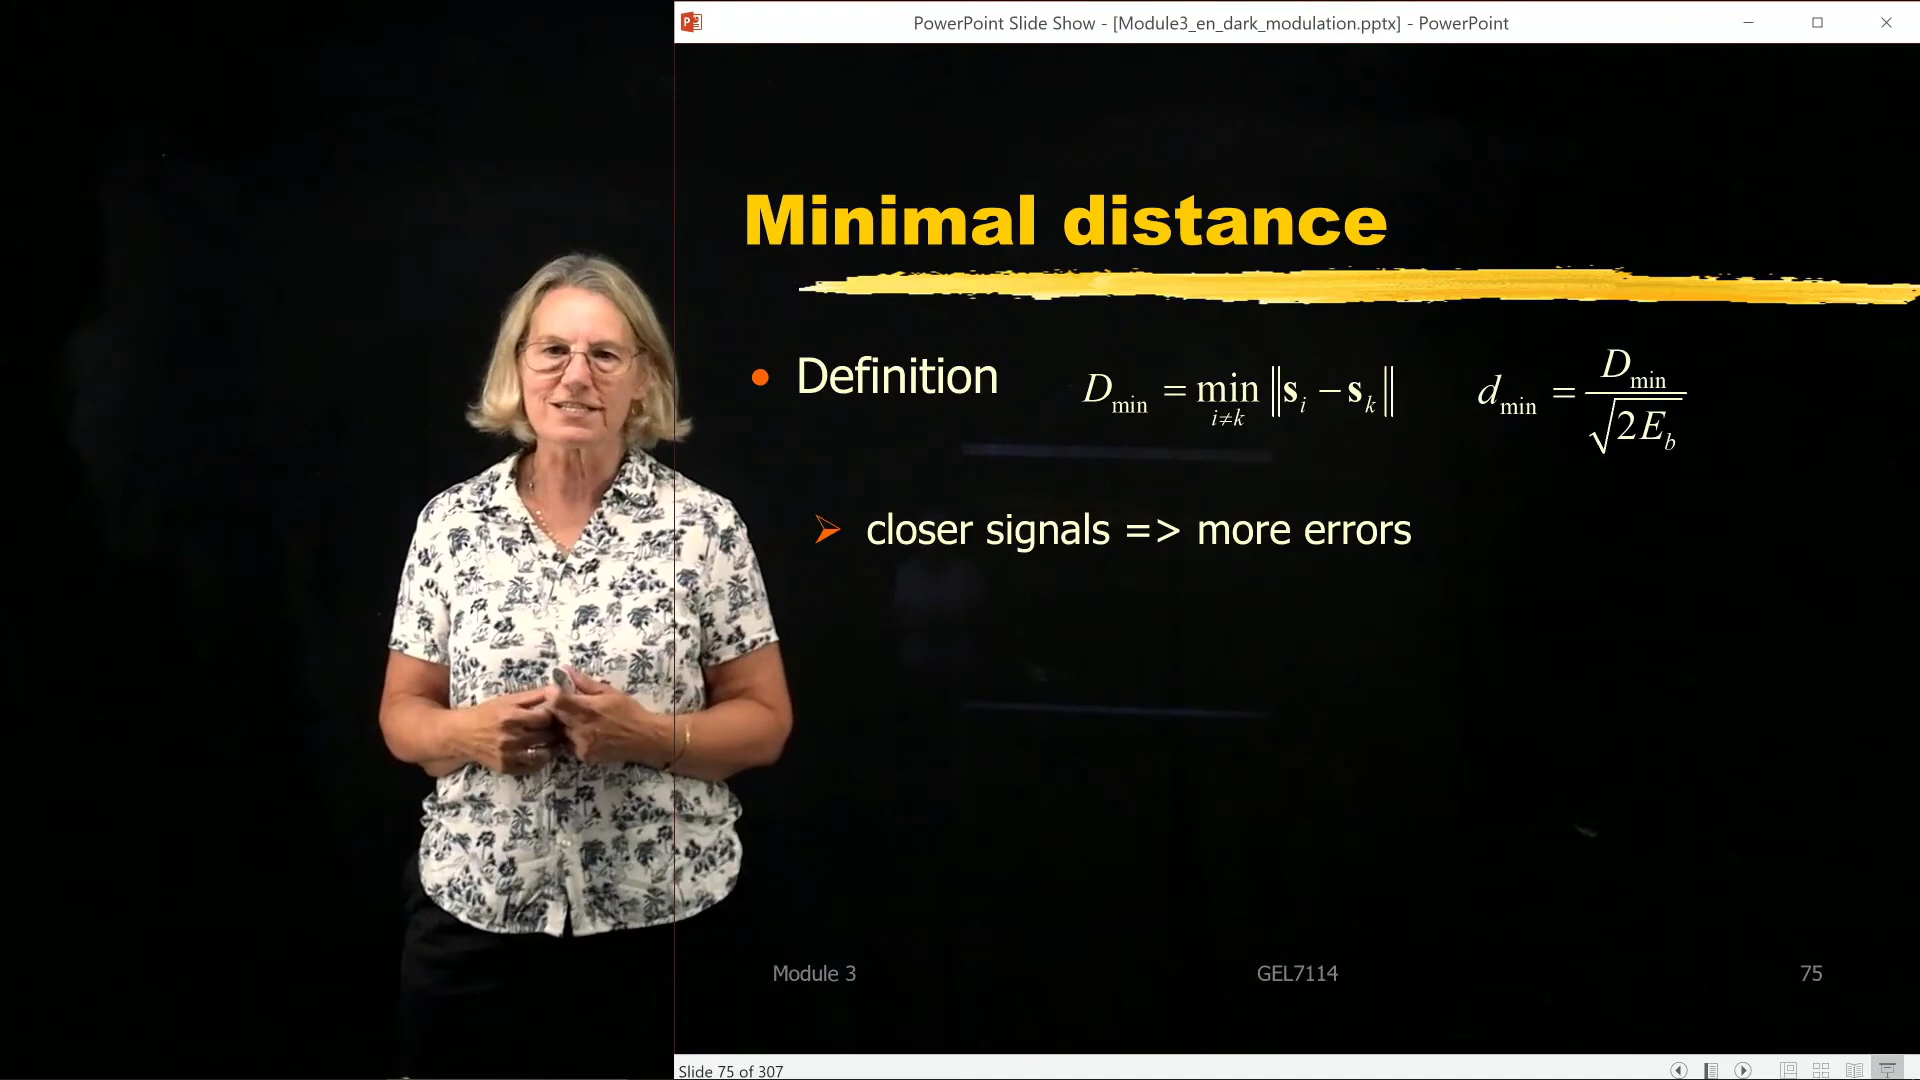 PowerPoint Slide Show - [Module3_en_dark_modulation.pptx] - PowerPoint
Minimal distance
• Definition D_min = min_{i≠k} ‖s_i − s_k‖ d_min = D_min / √(2E_b)
➢ closer signals => more errors
Module 3 GEL7114 75
Slide 75 of 307